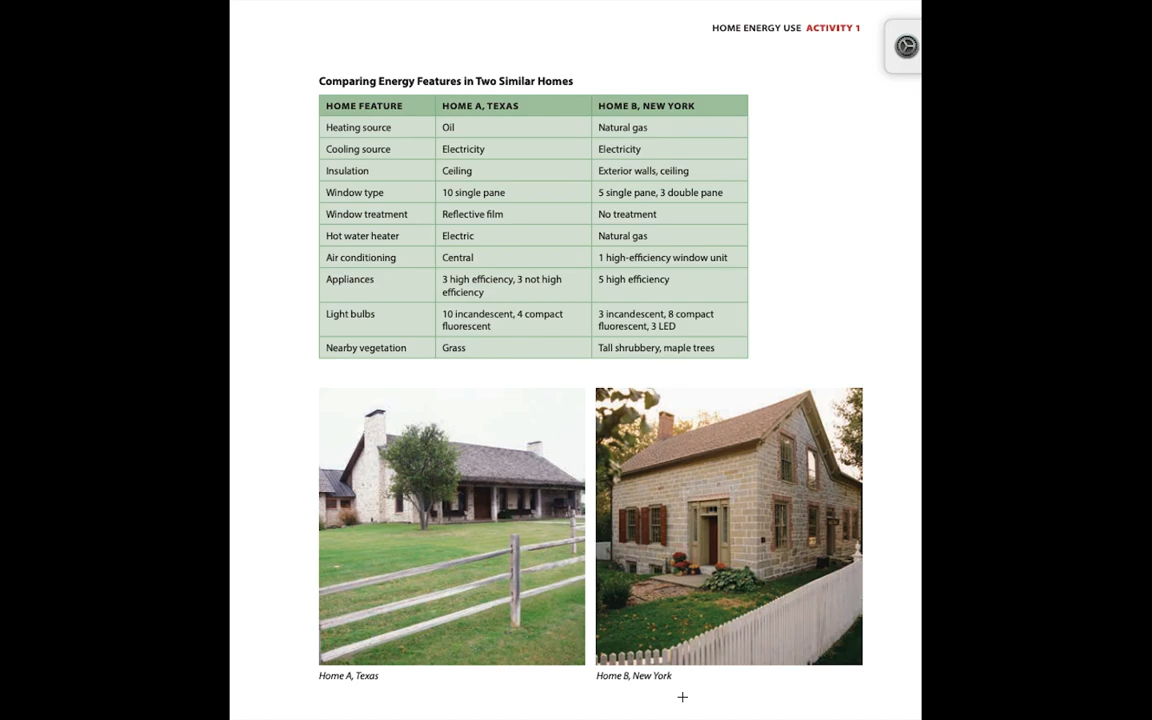 HOME ENERGY USE ACTIVITY 1
Comparing Energy Features in Two Similar Homes
HOME FEATURE HOME A, TEXAS HOME B, NEW YORK
Heating source Oil Natural gas
Cooling source Electricity Electricity
Insulation Ceiling Exterior walls, ceiling
Window type 10 single pane 5 single pane, 3 double pane
Window treatment Reflective film No treatment
Hot water heater Electric Natural gas
Air conditioning Central 1 high-efficiency window unit
Appliances 3 high efficiency, 3 not high efficiency 5 high efficiency
Light bulbs 10 incandescent, 4 compact fluorescent 3 incandescent, 8 compact fluorescent, 3 LED
Nearby vegetation Grass Tall shrubbery, maple trees
Home A, Texas
Home B, New York